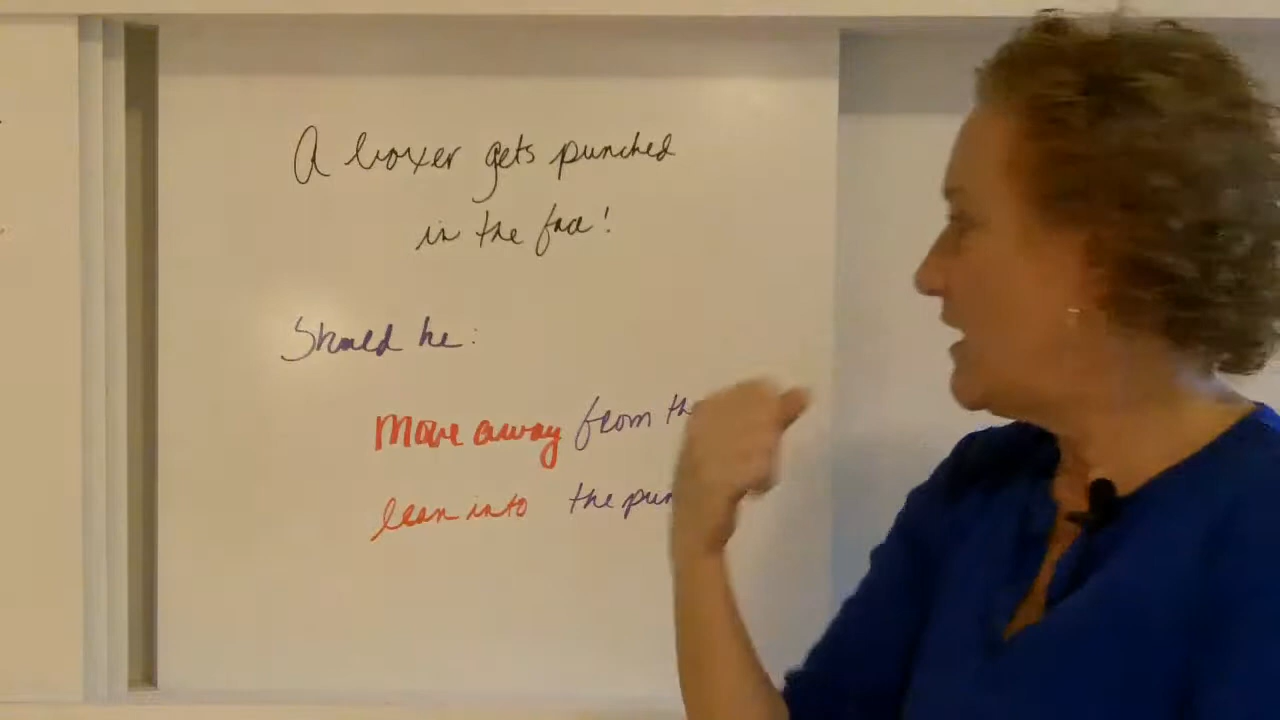 A boxer gets punched
in the face!
Should he:
Move away from th
lean into the pun